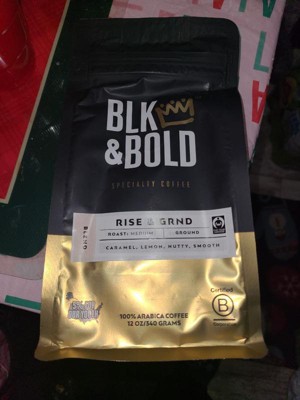 BLK
&BOLD
SPECIALTY COFFEE
RISE & GRND
ROAST: MEDIUM
GROUND
CARAMEL, LEMON, NUTTY, SMOOTH
100% ARABICA COFFEE
12 OZ/340 GRAMS
Certified
B